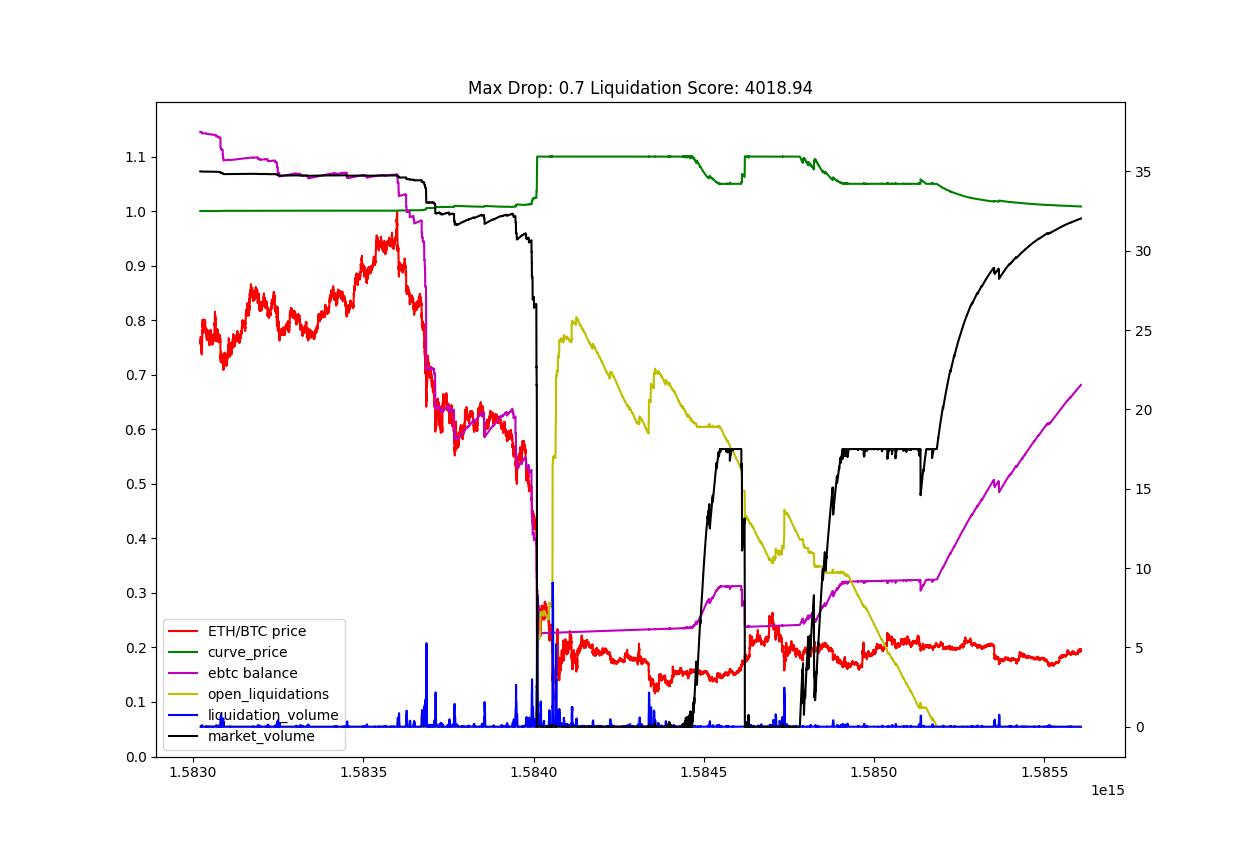 Max Drop: 0.7 Liquidation Score: 4018.94
1.1
1.0
0.9
0.8
0.7
0.6
0.5
0.4
0.3
0.2
0.1
0.0
35
30
25
20
15
10
5
0
ETH/BTC price
curve_price
ebtc balance
open_liquidations
liquidation_volume
market_volume
1.5830 1.5835 1.5840 1.5845 1.5850 1.5855
1e15